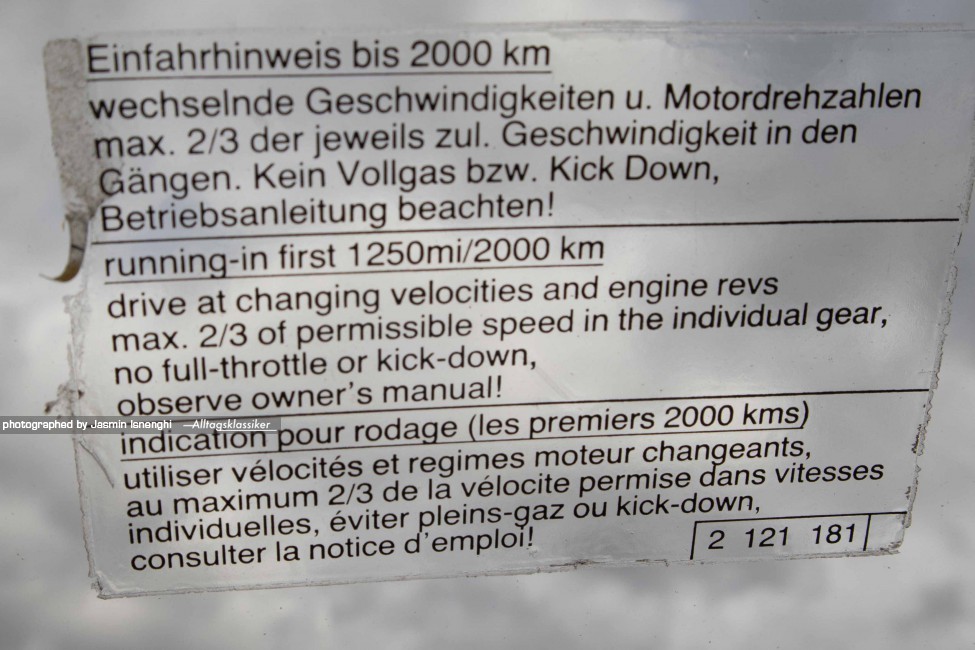 Einfahrhinweis bis 2000 km
wechselnde Geschwindigkeiten u. Motordrehzahlen
max. 2/3 der jeweils zul. Geschwindigkeit in den
Gängen. Kein Vollgas bzw. Kick Down,
Betriebsanleitung beachten!
running-in first 1250mi/2000 km
drive at changing velocities and engine revs
max. 2/3 of permissible speed in the individual gear,
no full-throttle or kick-down,
observe owner's manual!
photographed by Jasmin Isnenghi —Alltagsklassiker
indication pour rodage (les premiers 2000 kms)
utiliser vélocités et regimes moteur changeants,
au maximum 2/3 de la vélocite permise dans vitesses
individuelles, éviter pleins-gaz ou kick-down,
consulter la notice d'emploi!
2 121 181